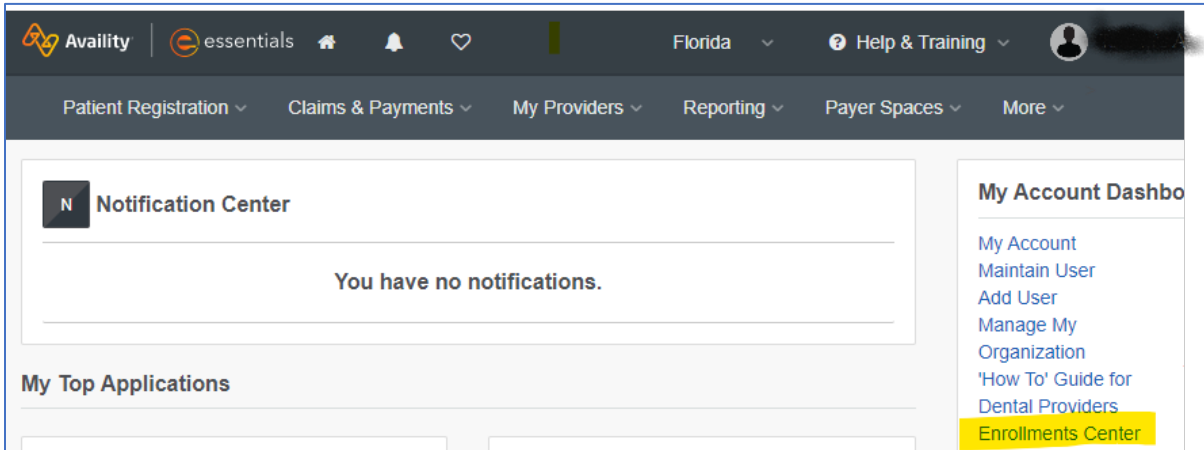 Availity essentials Florida Help & Training
Patient Registration Claims & Payments My Providers Reporting Payer Spaces More
N Notification Center
You have no notifications.
My Top Applications
My Account Dashbo
My Account
Maintain User
Add User
Manage My
Organization
'How To' Guide for
Dental Providers
Enrollments Center